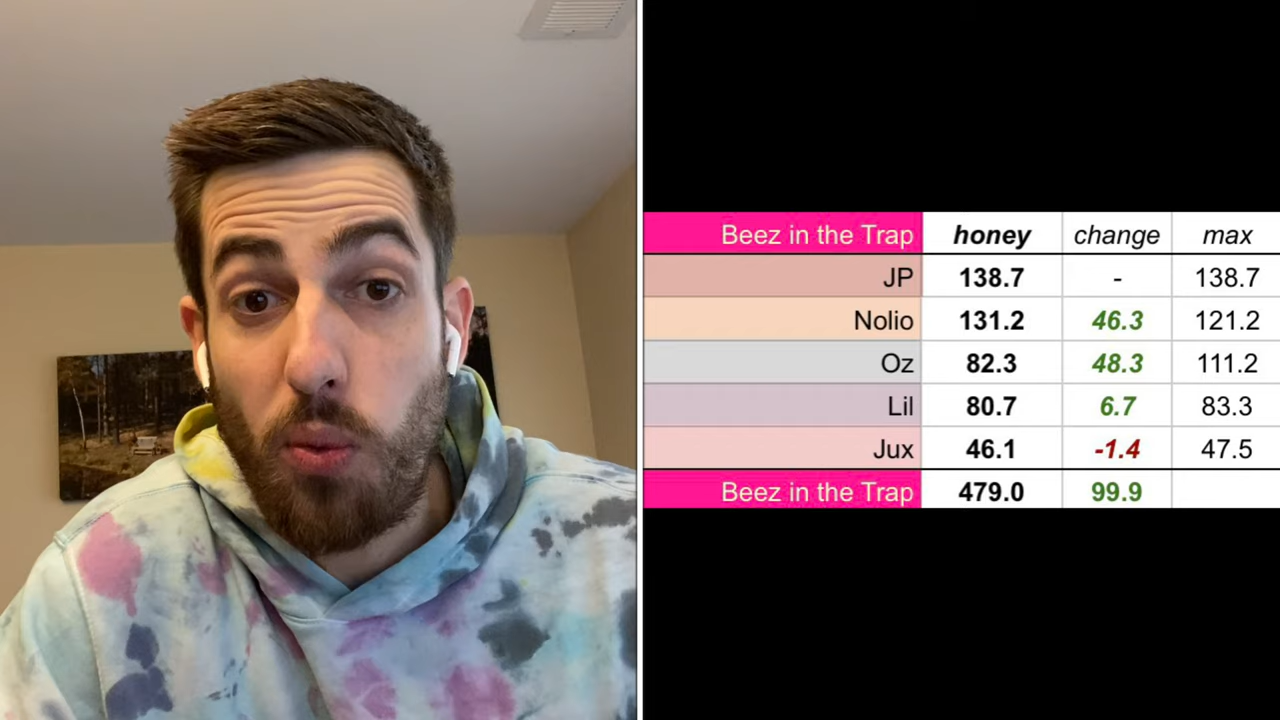 Beez in the Trap honey change max
JP 138.7 - 138.7
Nolio 131.2 46.3 121.2
Oz 82.3 48.3 111.2
Lil 80.7 6.7 83.3
Jux 46.1 -1.4 47.5
Beez in the Trap 479.0 99.9